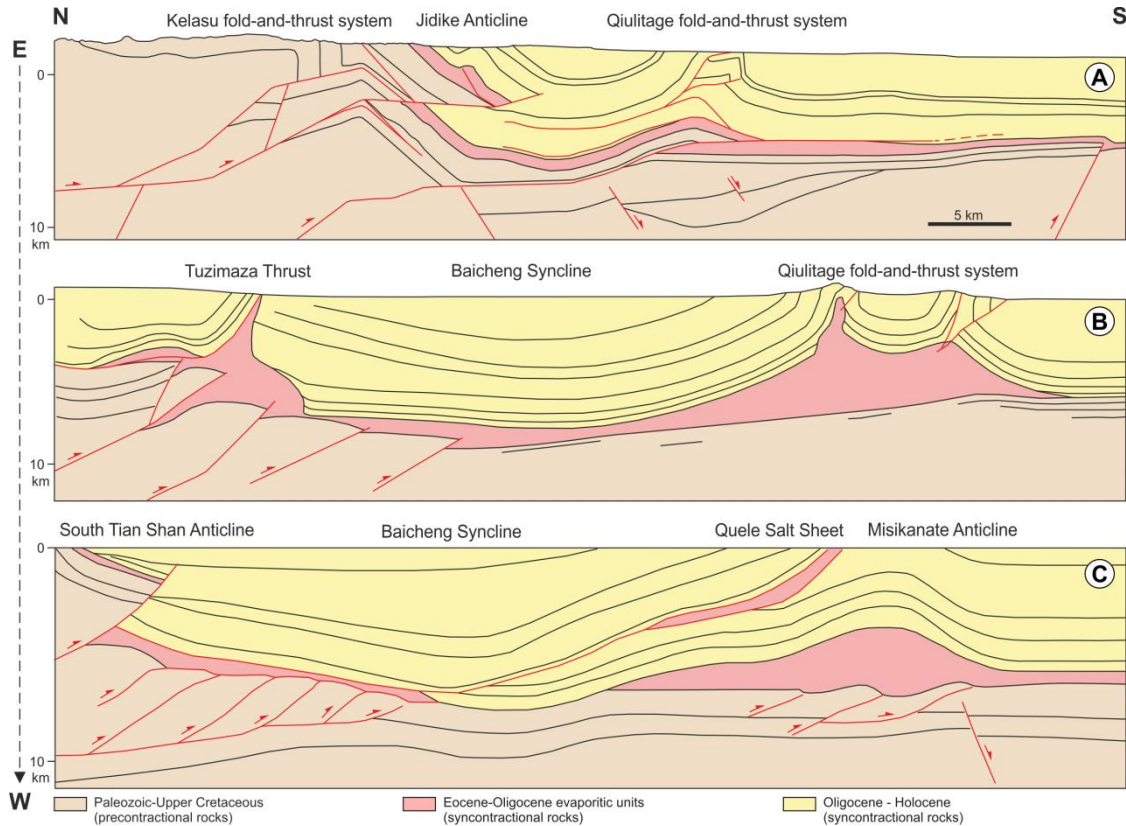 N
Kelasu fold-and-thrust system
Jidike Anticline
Qiulitage fold-and-thrust system
S
E
0
A
5 km
10
km
Tuzimaza Thrust
Baicheng Syncline
Qiulitage fold-and-thrust system
0
B
10
km
South Tian Shan Anticline
Baicheng Syncline
Quele Salt Sheet
Misikanate Anticline
0
C
10
km
W
Paleozoic-Upper Cretaceous
(precontractional rocks)
Eocene-Oligocene evaporitic units
(syncontractional rocks)
Oligocene - Holocene
(syncontractional rocks)